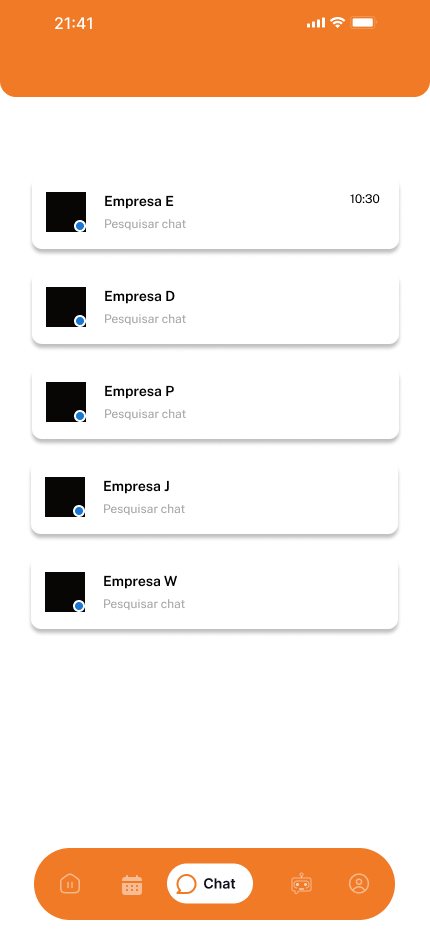 21:41
Empresa E
10:30
Pesquisar chat
Empresa D
Pesquisar chat
Empresa P
Pesquisar chat
Empresa J
Pesquisar chat
Empresa W
Pesquisar chat
Chat